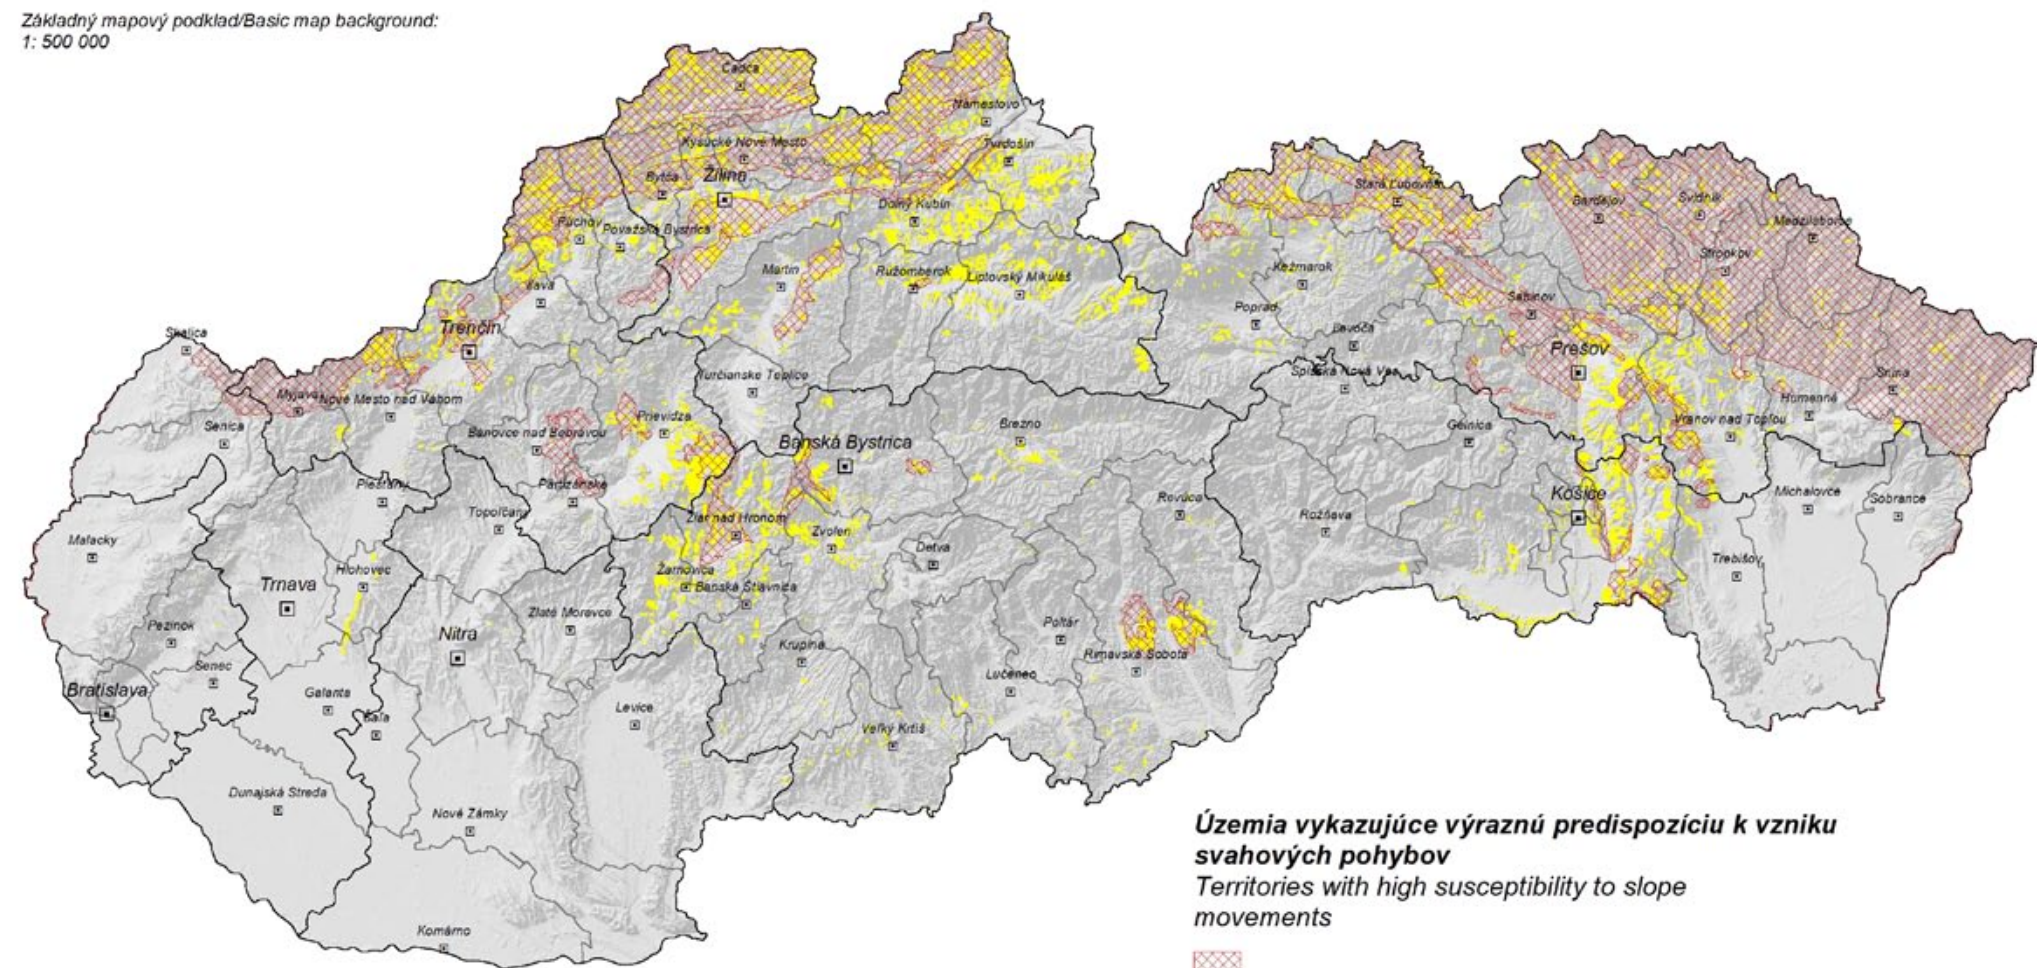 Základný mapový podklad/Basic map background:
1: 500 000
Čadca
Námestovo
Kysucké Nové Mesto
Tvrdošín
Bytča
Žilina
Stará Ľubovňa
Bardejov
Svidník
Medzilaborce
Dolný Kubín
Púchov
Považská Bystrica
Stropkov
Martin
Ružomberok
Liptovský Mikuláš
Kežmarok
Ilava
Sabinov
Poprad
Trenčín
Skalica
Levoča
Prešov
Turčianske Teplice
Spišská Nová Ves
Snina
Myjava
Nové Mesto nad Váhom
Humenné
Prievidza
Vranov nad Topľou
Senica
Bánovce nad Bebravou
Brezno
Gelnica
Banská Bystrica
Piešťany
Partizánske
Michalovce
Sobrance
Revúca
Košice
Topoľčany
Rožňava
Žiar nad Hronom
Zvolen
Malacky
Detva
Trebišov
Hlohovec
Žarnovica
Trnava
Banská Štiavnica
Zlaté Moravce
Pezinok
Nitra
Poltár
Krupina
Rimavská Sobota
Senec
Lučenec
Bratislava
Galanta
Levice
Šaľa
Veľký Krtíš
Dunajská Streda
Nové Zámky
Komárno
Územia vykazujúce výraznú predispozíciu k vzniku
svahových pohybov
Territories with high susceptibility to slope
movements